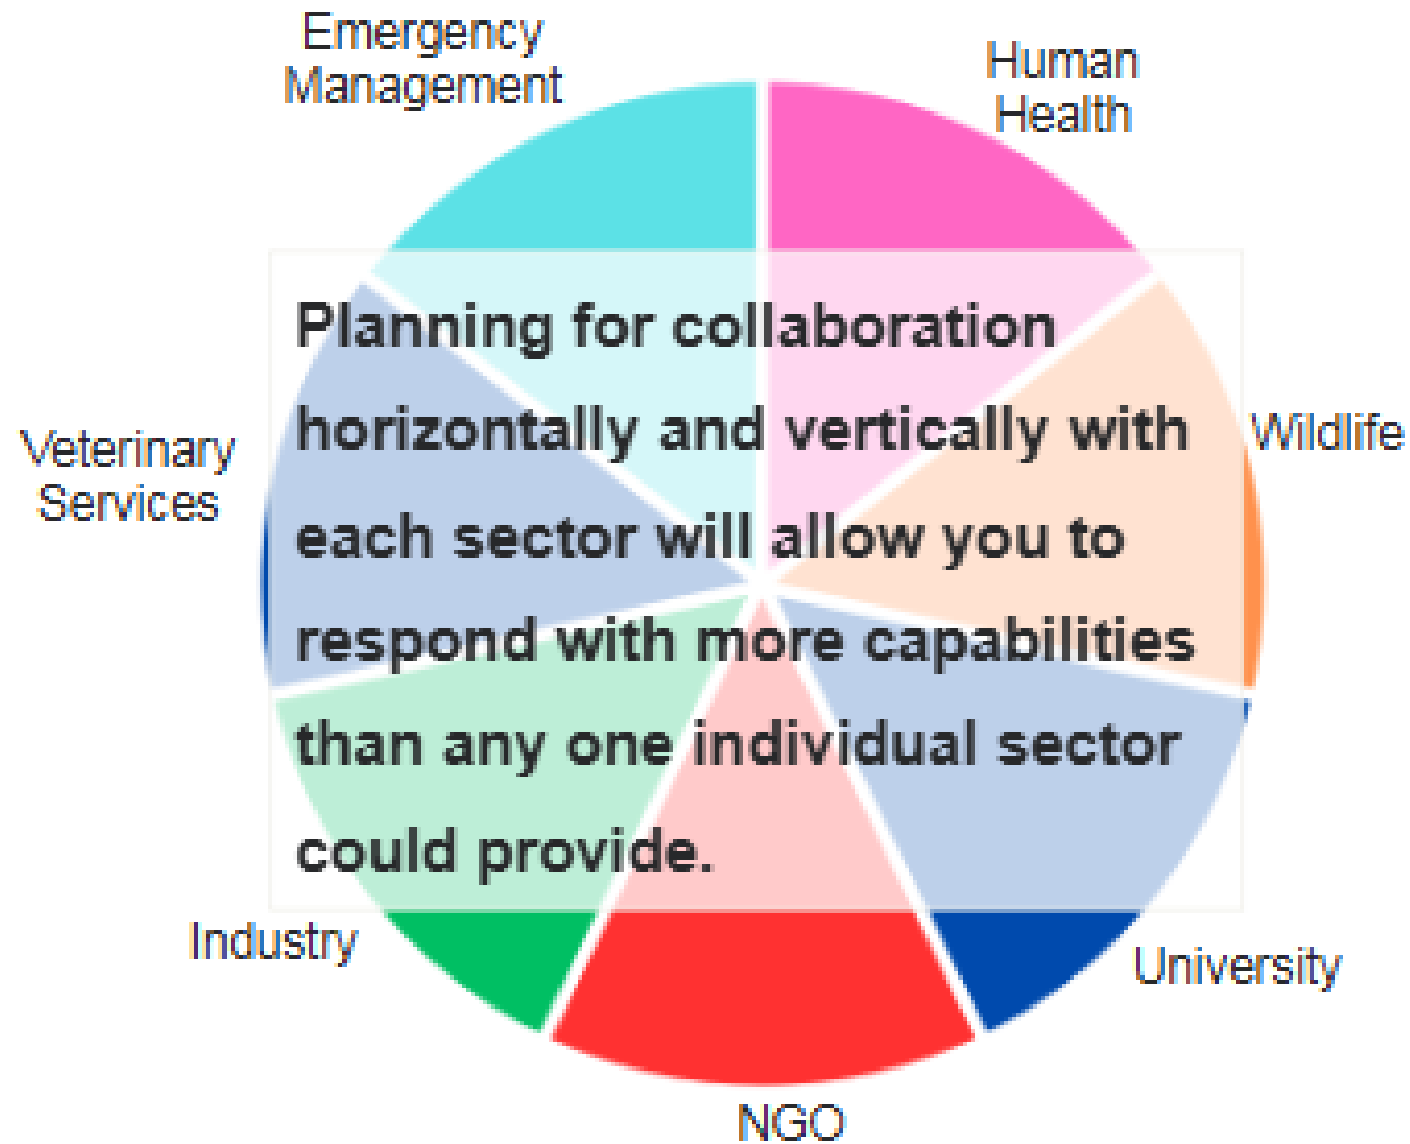 Emergency
Management
Human
Health
Planning for collaboration
horizontally and vertically with
each sector will allow you to
respond with more capabilities
than any one individual sector
could provide.
Veterinary
Services
Wildlife
Industry
University
NGO